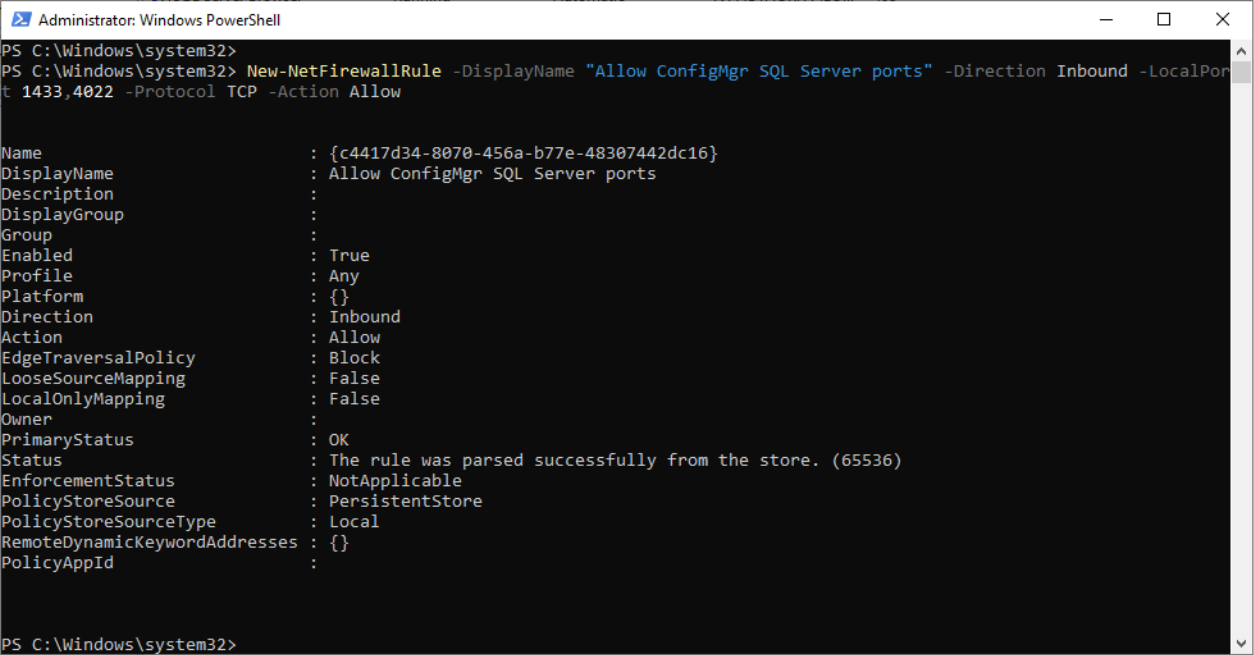 Administrator: Windows PowerShell
PS C:\Windows\system32>
PS C:\Windows\system32> New-NetFirewallRule -DisplayName "Allow ConfigMgr SQL Server ports" -Direction Inbound -LocalPor
t 1433,4022 -Protocol TCP -Action Allow
Name : {c4417d34-8070-456a-b77e-48307442dc16}
DisplayName : Allow ConfigMgr SQL Server ports
Description :
DisplayGroup :
Group :
Enabled : True
Profile : Any
Platform : {}
Direction : Inbound
Action : Allow
EdgeTraversalPolicy : Block
LooseSourceMapping : False
LocalOnlyMapping : False
Owner :
PrimaryStatus : OK
Status : The rule was parsed successfully from the store. (65536)
EnforcementStatus : NotApplicable
PolicyStoreSource : PersistentStore
PolicyStoreSourceType : Local
RemoteDynamicKeywordAddresses : {}
PolicyAppId :
PS C:\Windows\system32>